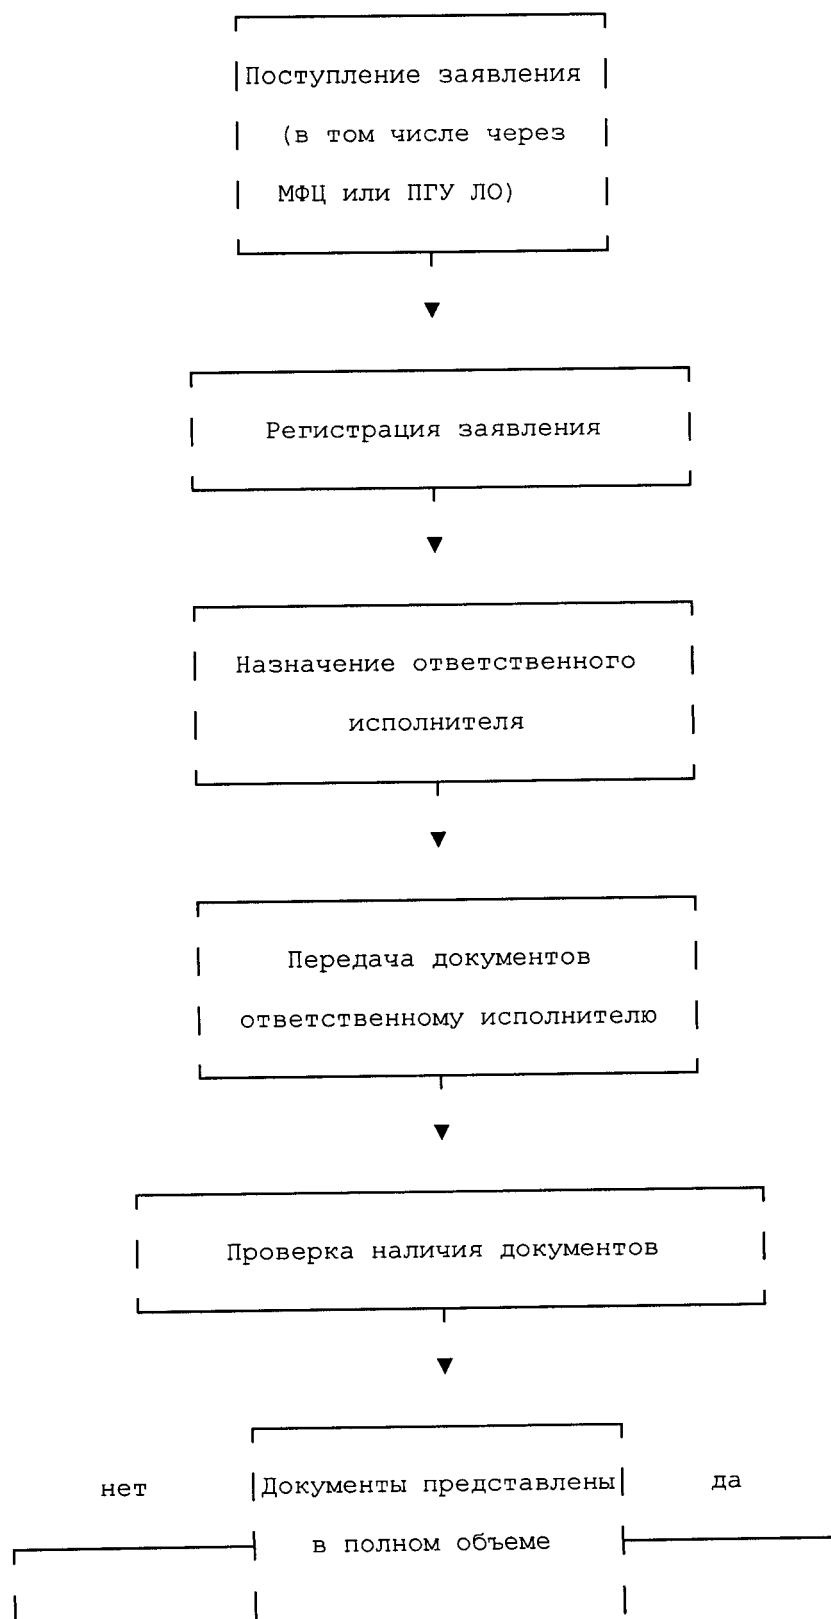 Поступление заявления
(в том числе через
МФЦ или ПГУ ЛО)
Регистрация заявления
Назначение ответственного
исполнителя
Передача документов
ответственному исполнителю
Проверка наличия документов
нет Документы представлены да
в полном объеме